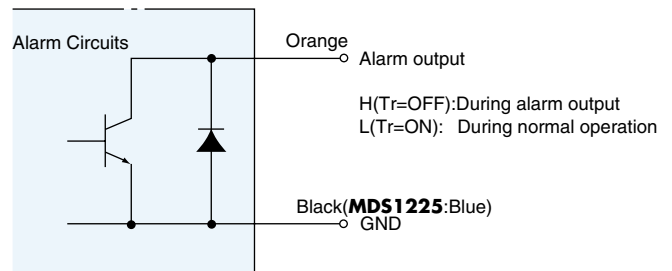 Alarm Circuits
Orange
Alarm output
H(Tr=OFF):During alarm output
L(Tr=ON): During normal operation
Black(MDS1225:Blue)
GND